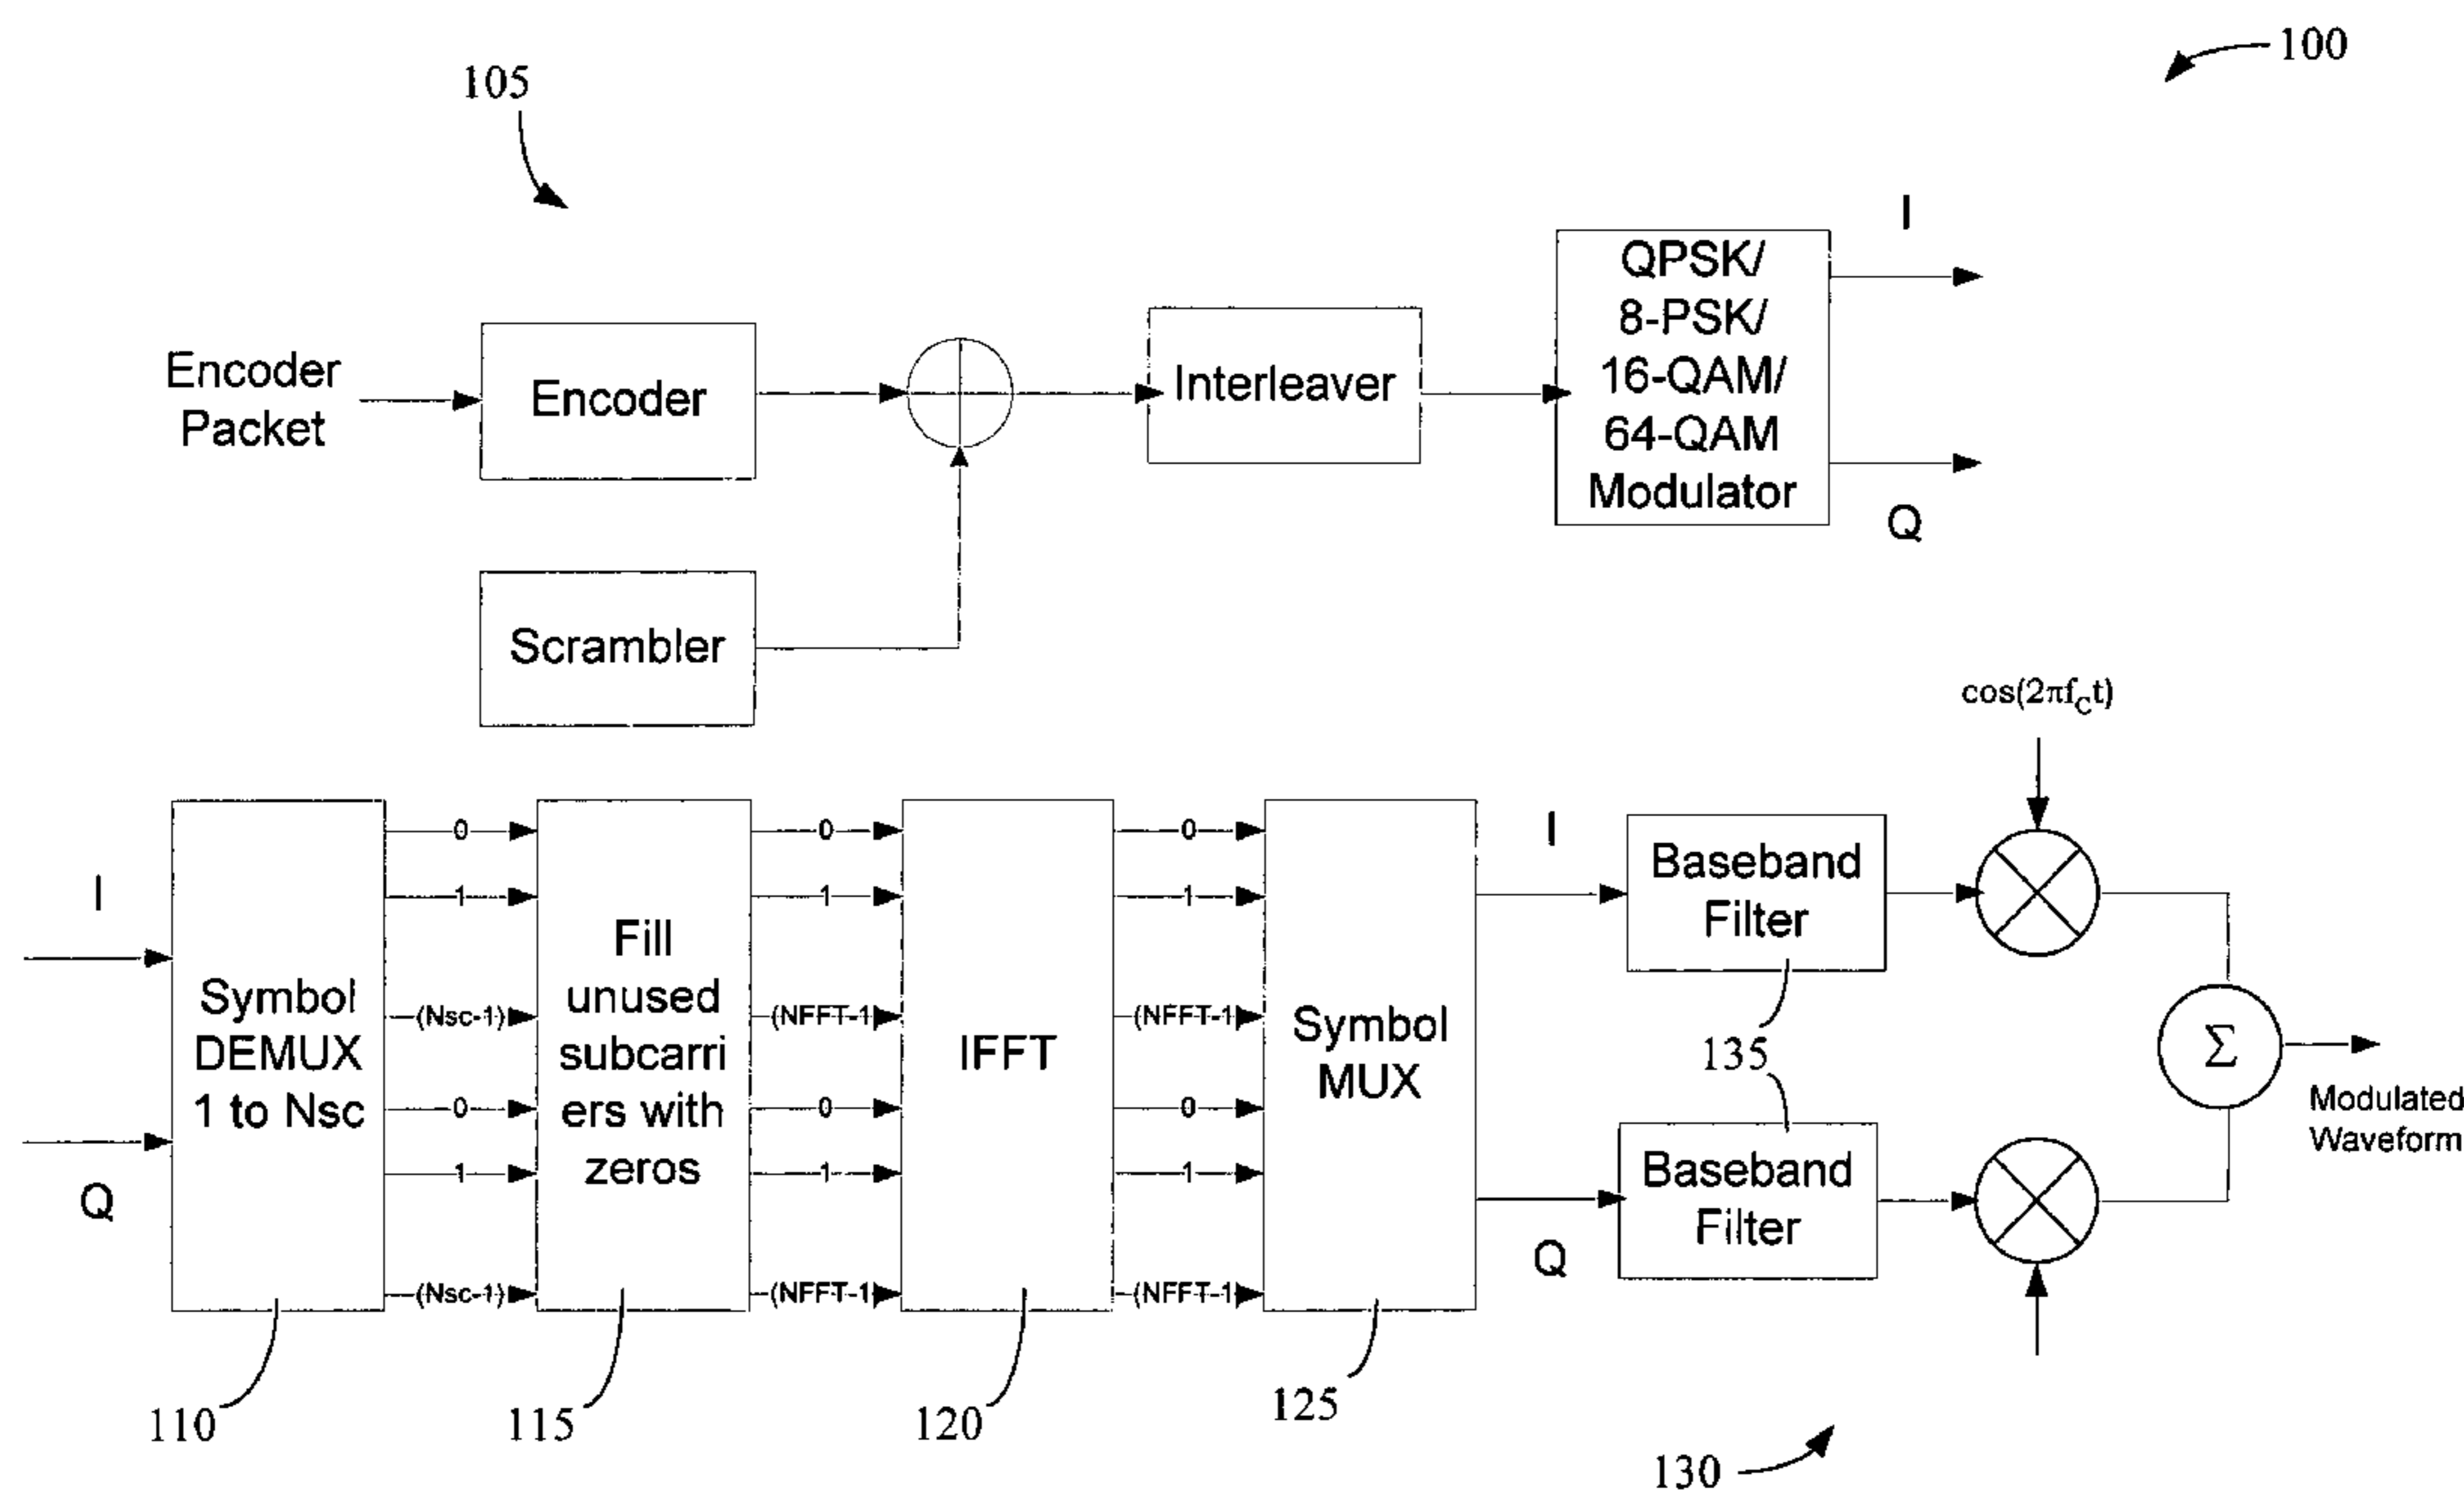 100
105
I
QPSK/
8-PSK/
16-QAM/
64-QAM
Modulator
Q
Encoder
Packet
Encoder
Interleaver
Scrambler
cos(2πf_Ct)
I
Q
Symbol
DEMUX
1 to Nsc
0
1
(Nsc-1)
0
1
(Nsc-1)
Fill
unused
subcarri
ers with
zeros
0
1
(NFFT-1)
0
1
(NFFT-1)
IFFT
0
1
(NFFT-1)
0
1
(NFFT-1)
Symbol
MUX
I
Q
Baseband
Filter
135
Baseband
Filter
Σ
Modulated
Waveform
110
115
120
125
130